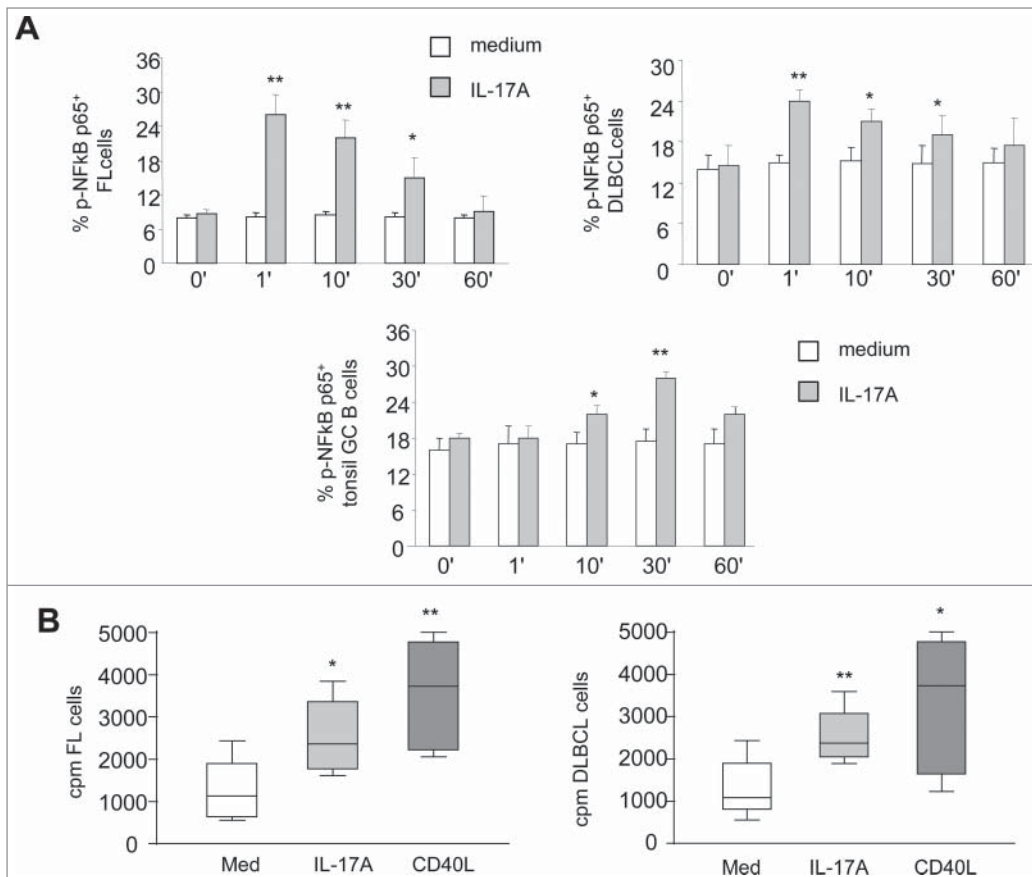 A
% p-NFkB p65+
FLcells
36
30
24
18
12
6
0
** ** *
0' 1' 10' 30' 60'
medium
IL-17A
% p-NFkB p65+
DLBCLcells
30
24
18
12
6
0
** * *
0' 1' 10' 30' 60'
% p-NFkB p65+
tonsil GC B cells
36
30
24
18
12
6
0
* **
0' 1' 10' 30' 60'
medium
IL-17A
B
cpm FL cells
5000
4000
3000
2000
1000
0
* **
Med IL-17A CD40L
cpm DLBCL cells
5000
4000
3000
2000
1000
0
** *
Med IL-17A CD40L